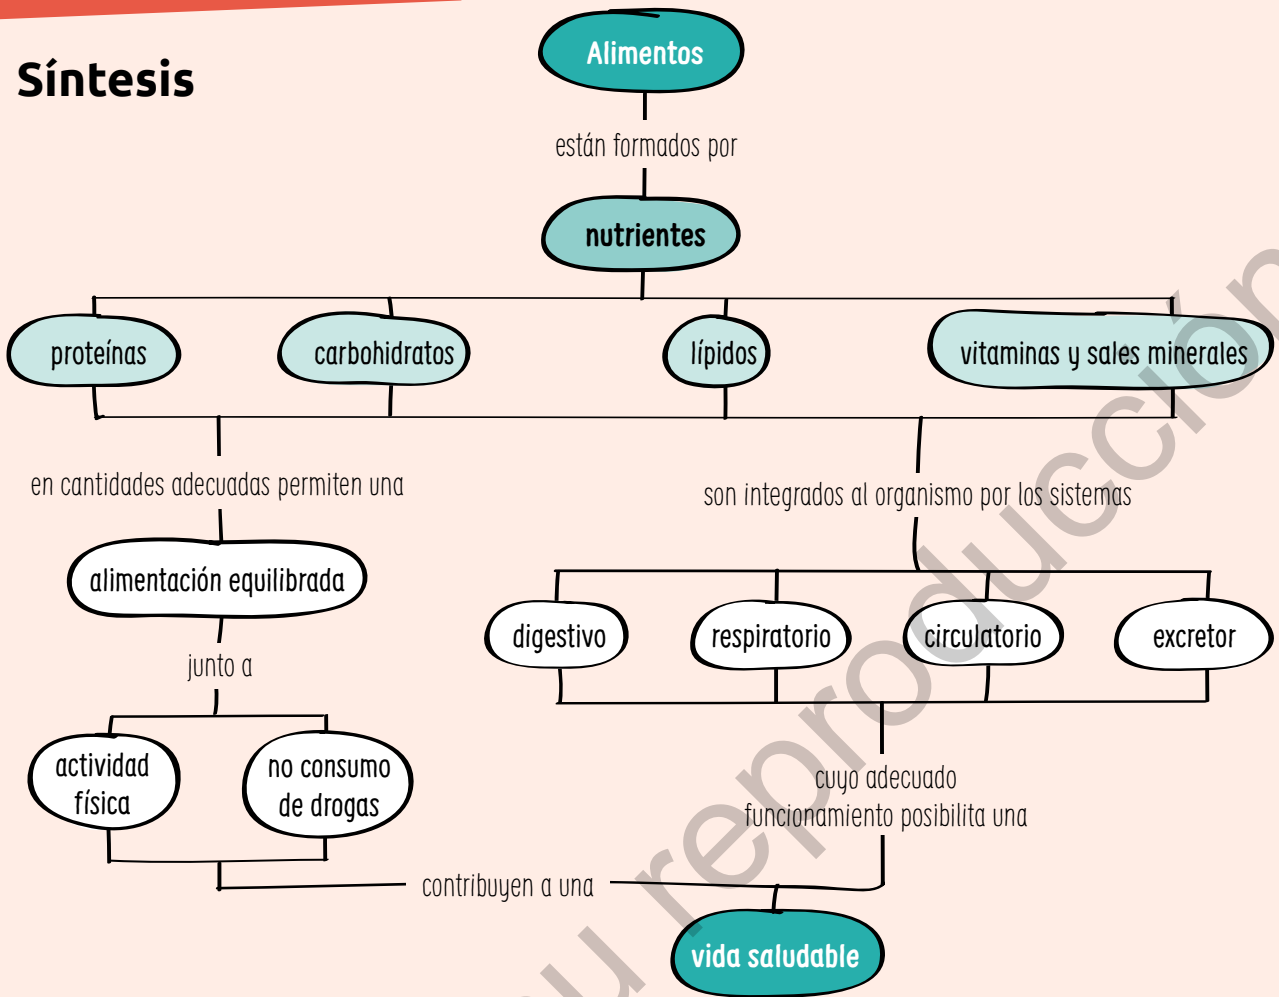 Síntesis
Alimentos
están formados por
nutrientes
proteínas
carbohidratos
lípidos
vitaminas y sales minerales
en cantidades adecuadas permiten una
son integrados al organismo por los sistemas
alimentación equilibrada
digestivo
respiratorio
circulatorio
excretor
junto a
actividad
física
no consumo
de drogas
cuyo adecuado
funcionamiento posibilita una
contribuyen a una
vida saludable
u reproducción